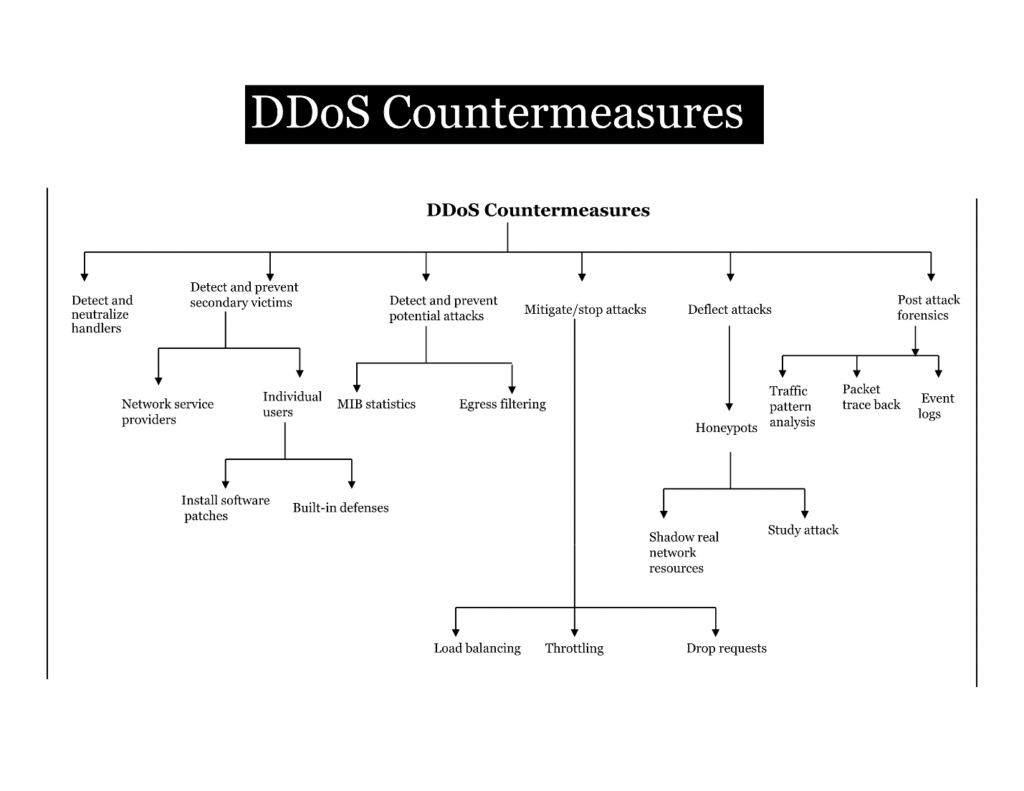 DDoS Countermeasures
DDoS Countermeasures
Detect and
neutralize
handlers
Detect and prevent
secondary victims
Detect and prevent
potential attacks
Mitigate/stop attacks
Deflect attacks
Post attack
forensics
Network service
providers
Individual
users
MIB statistics
Egress filtering
Honeypots
Traffic
pattern
analysis
Packet
trace back
Event
logs
Install software
patches
Built-in defenses
Shadow real
network
resources
Study attack
Load balancing
Throttling
Drop requests